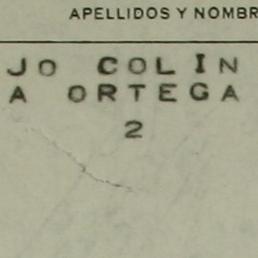 APELLIDOS Y NOMBR
JO COLIN
A ORTEGA
2